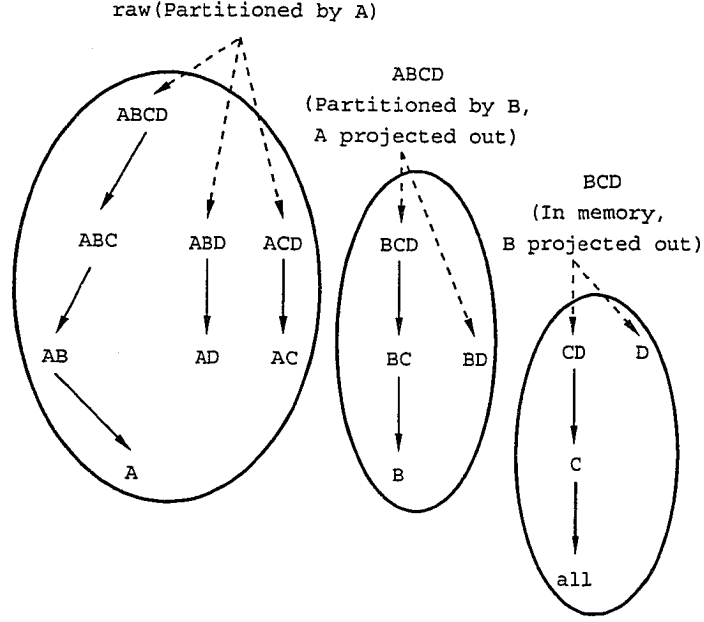 raw(Partitioned by A)
ABCD
ABC
ABD
ACD
AB
AD
AC
A
ABCD
(Partitioned by B,
A projected out)
BCD
BC
BD
B
BCD
(In memory,
B projected out)
CD
D
C
all